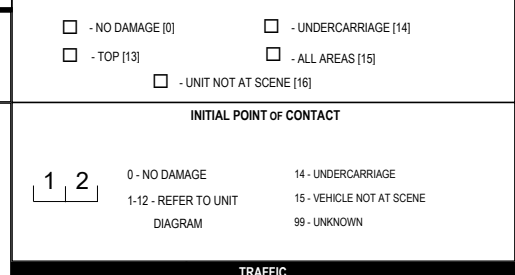 - NO DAMAGE [0] - UNDERCARRIAGE [14]
- TOP [13] - ALL AREAS [15]
- UNIT NOT AT SCENE [16]
INITIAL POINT OF CONTACT
1 2
0 - NO DAMAGE 14 - UNDERCARRIAGE
1-12 - REFER TO UNIT 15 - VEHICLE NOT AT SCENE
DIAGRAM 99 - UNKNOWN
TRAFFIC